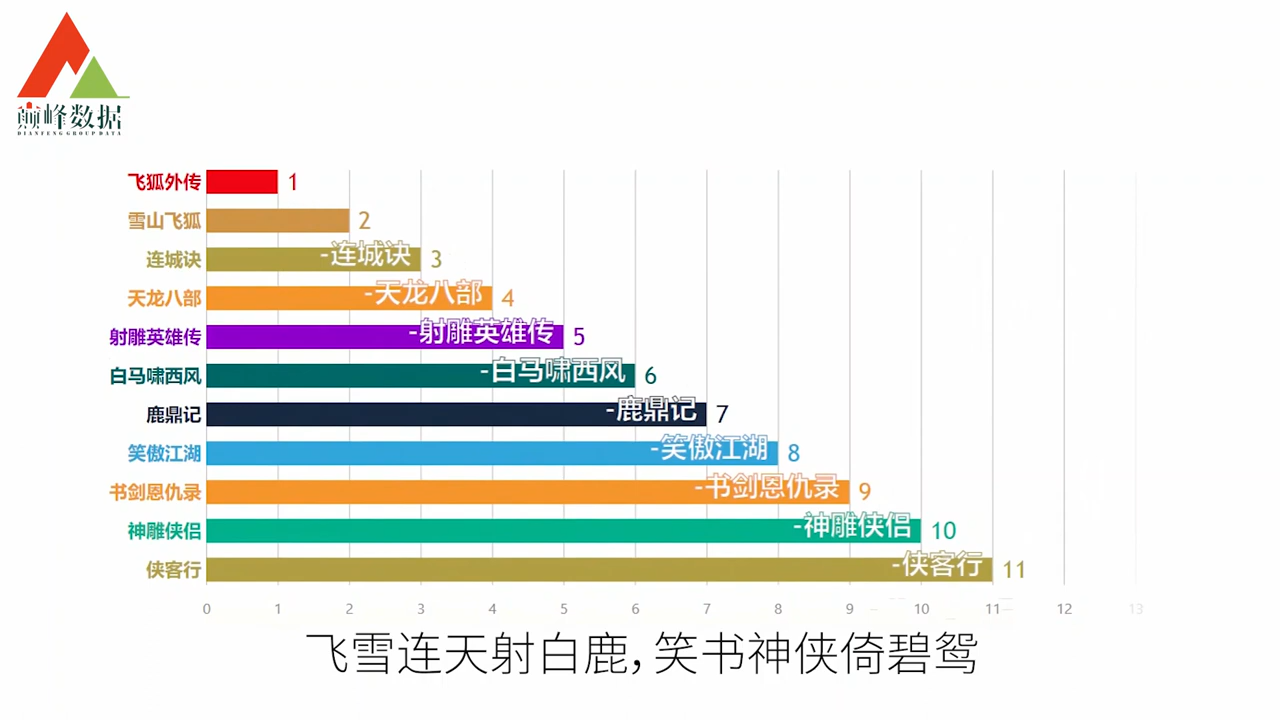 巅峰数据
DIANFENG GROUP DATA
飞狐外传 1
雪山飞狐 2
连城诀 -连城诀 3
天龙八部 -天龙八部 4
射雕英雄传 -射雕英雄传 5
白马啸西风 -白马啸西风 6
鹿鼎记 -鹿鼎记 7
笑傲江湖 -笑傲江湖 8
书剑恩仇录 -书剑恩仇录 9
神雕侠侣 -神雕侠侣 10
侠客行 -侠客行 11
0 1 2 3 4 5 6 7 8 9 10 11 12 13
飞雪连天射白鹿，笑书神侠倚碧鸳